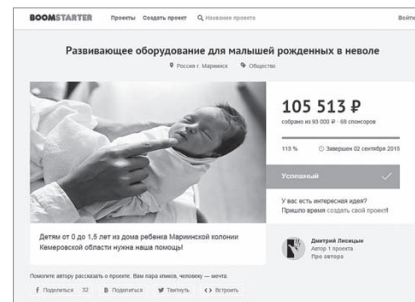 BOOMSTARTER Проекты Создать проект Название проекта Войти
Развивающее оборудование для малышей рожденных в неволе
Россия г. Мариинск Общество
105 513 ₽
собрано из 93 000 ₽ · 68 спонсоров
113 % Завершен 02 сентября 2015
Успешный
У вас есть интересная идея?
Пришло время создать свой проект!
Детям от 0 до 1,5 лет из дома ребенка Мариинской колонии
Кемеровской области нужна наша помощь!
Дмитрий Лисицын
Автор 1 проекта
Про автора
Помогите автору рассказать о проекте. Вам пара кликов, человеку — мечта.
Поделиться 32 Поделиться Твитнуть Встроить